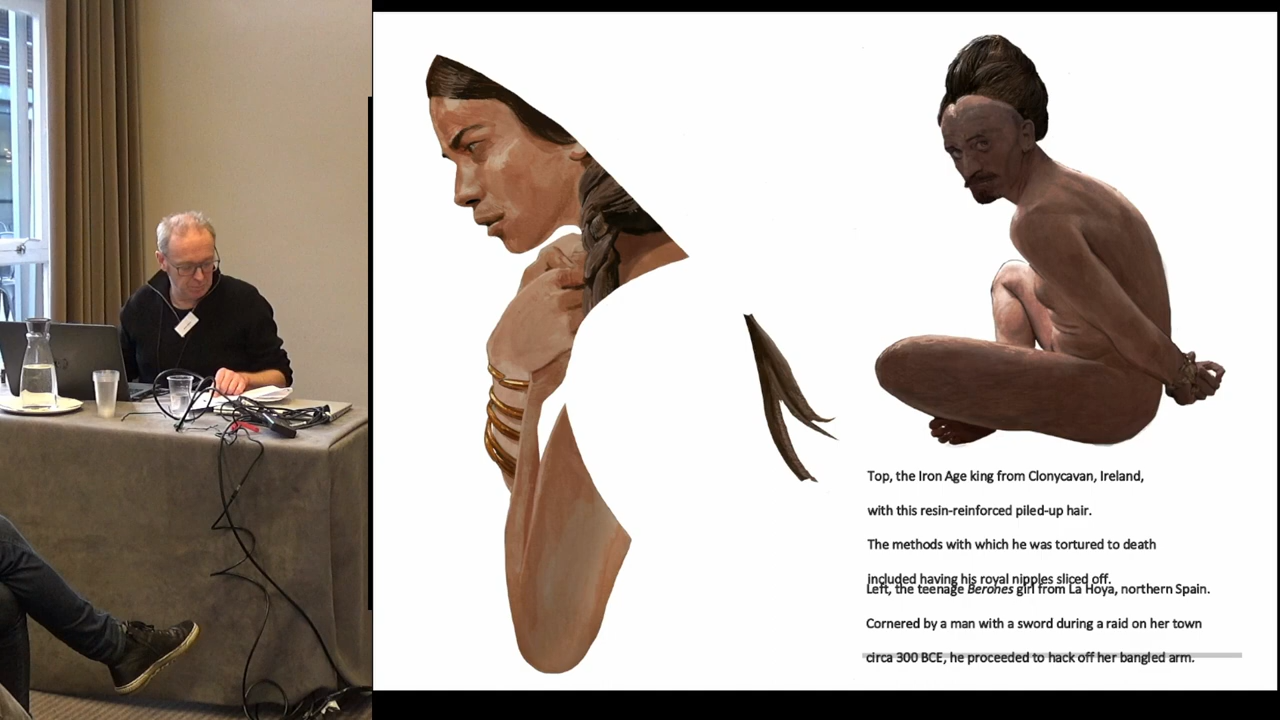 Top, the Iron Age king from Clonycavan, Ireland,
with this resin-reinforced piled-up hair.
The methods with which he was tortured to death
included having his royal nipples sliced off.
Left, the teenage Berones girl from La Hoya, northern Spain.
Cornered by a man with a sword during a raid on her town
circa 300 BCE, he proceeded to hack off her bangled arm.